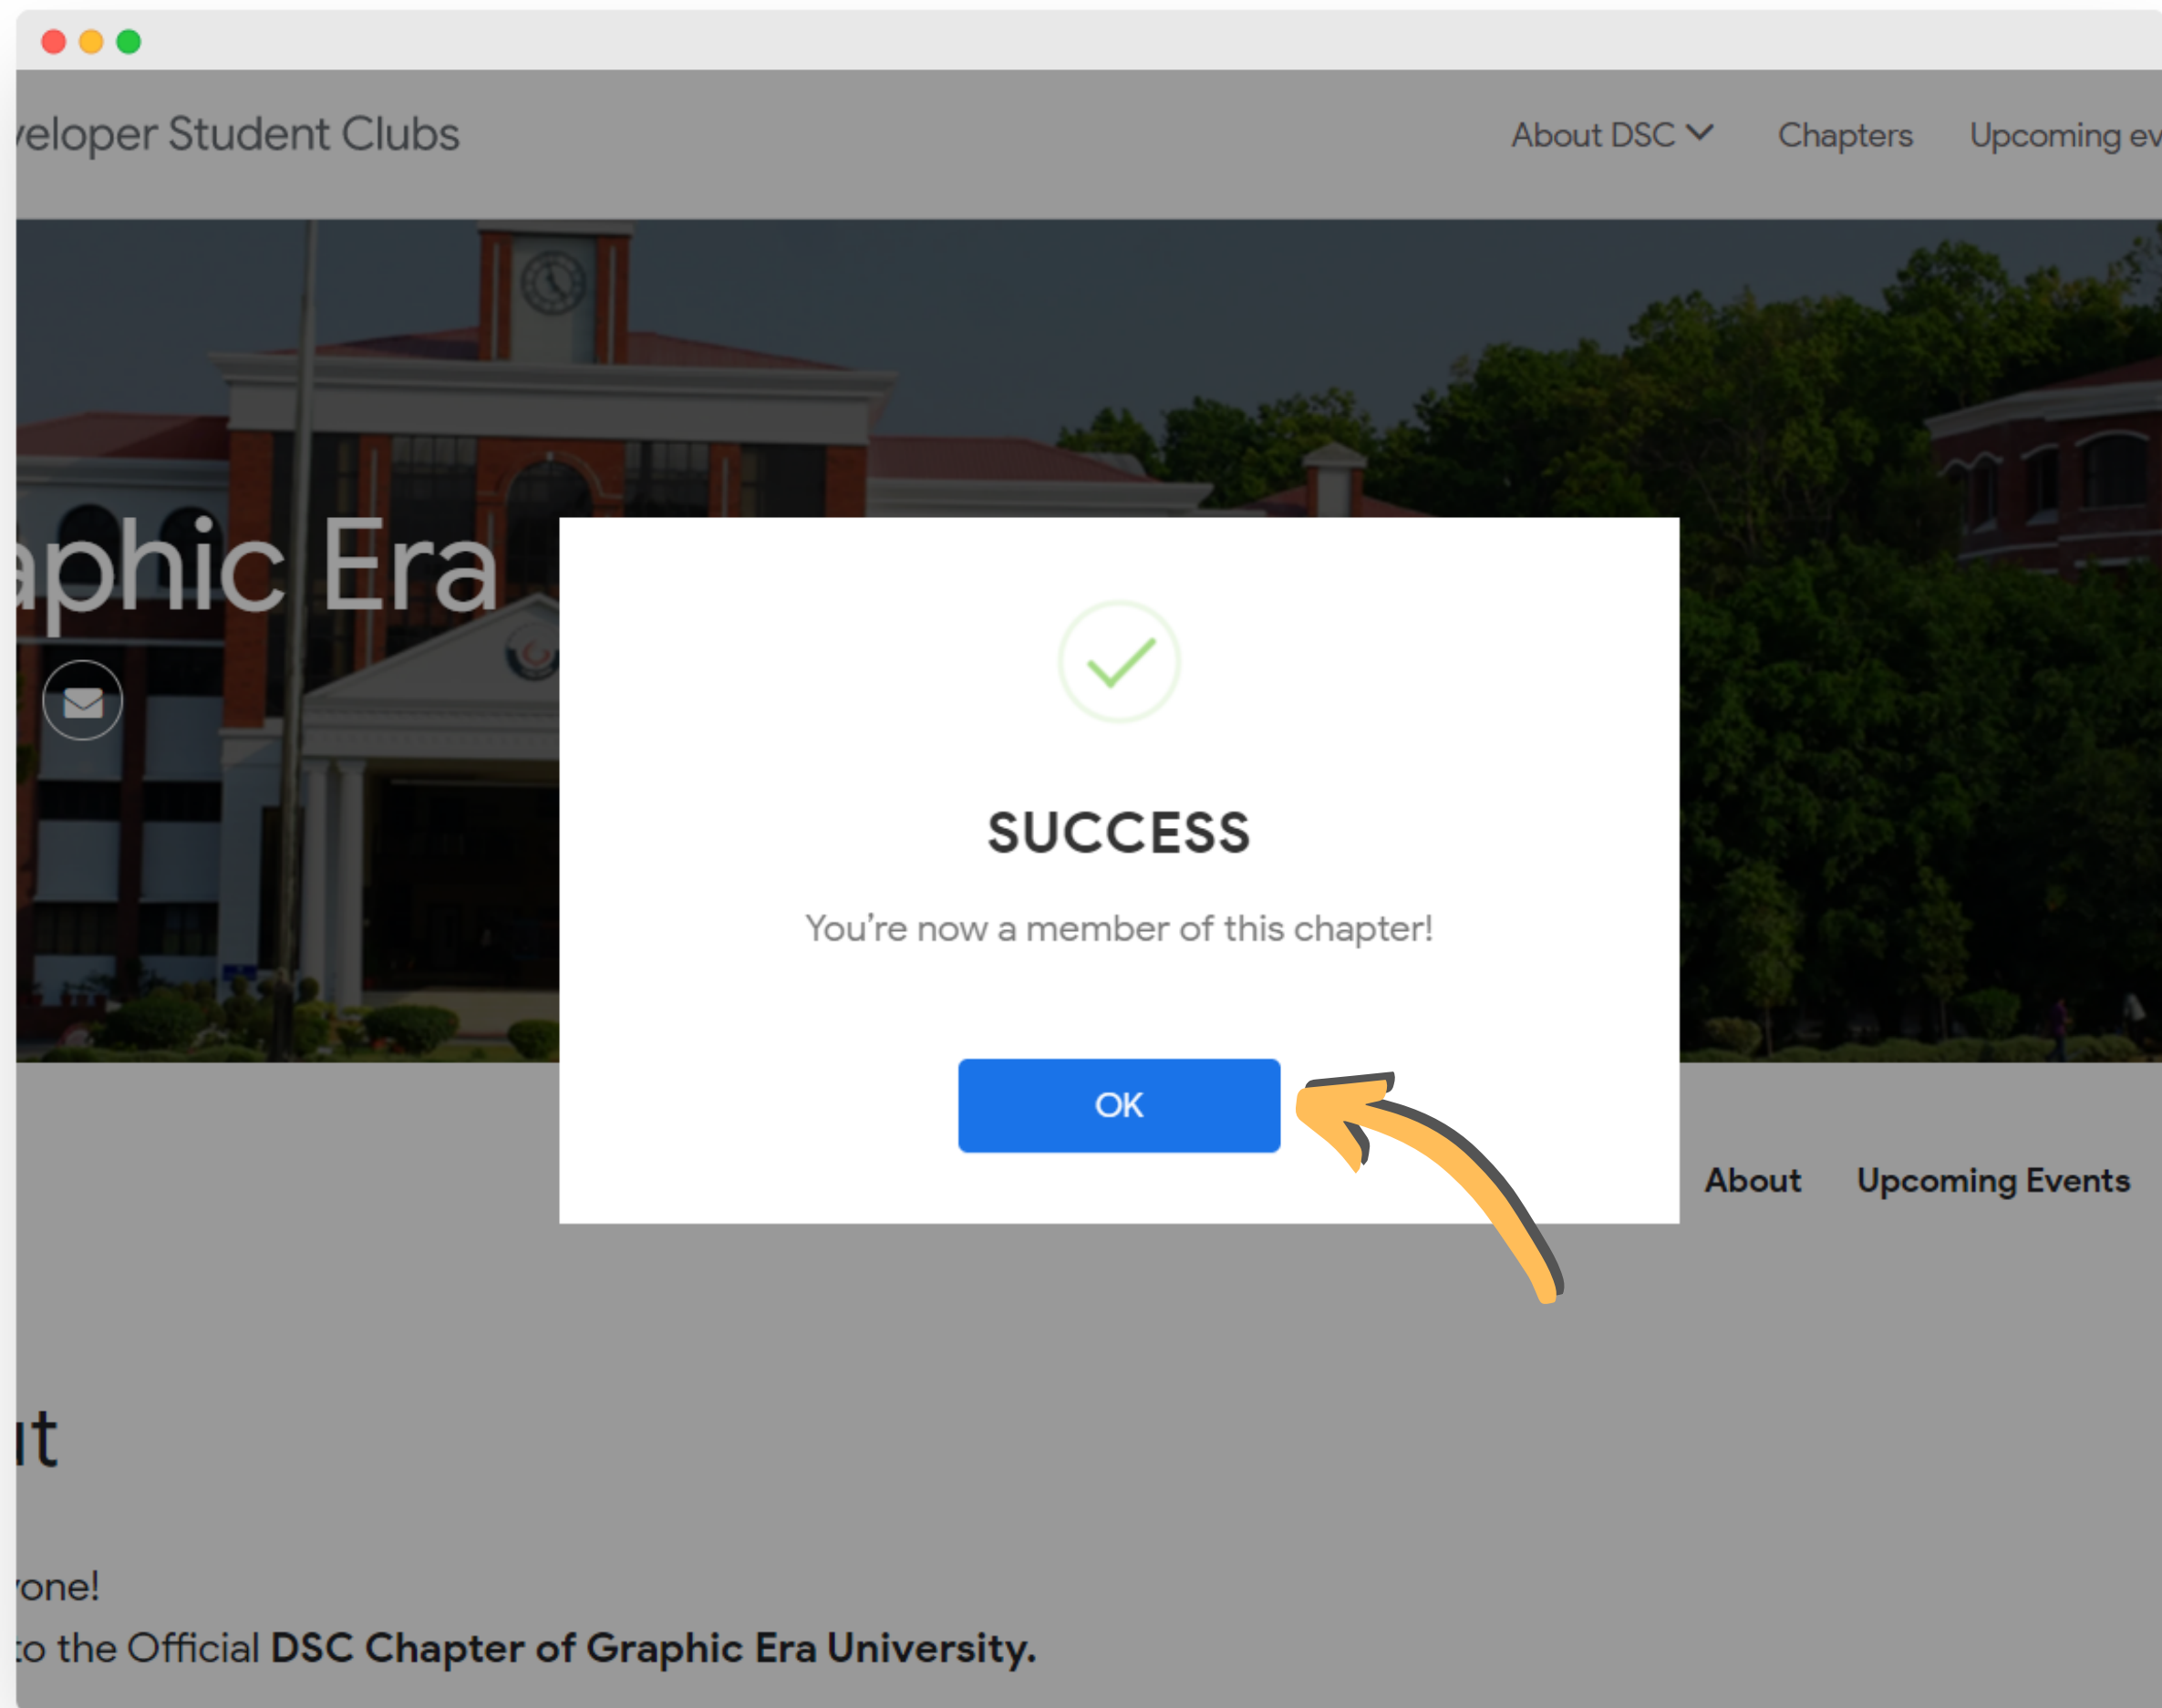 veloper Student Clubs
About DSC
Chapters
Upcoming ev
aphic Era
SUCCESS
You're now a member of this chapter!
OK
About
Upcoming Events
ut
yone!
to the Official DSC Chapter of Graphic Era University.